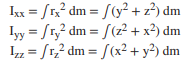 Ixx = ∫rx² dm = ∫(y² + z²) dm
Iyy = ∫ry² dm = ∫(z² + x²) dm
Izz = ∫rz² dm = ∫(x² + y²) dm